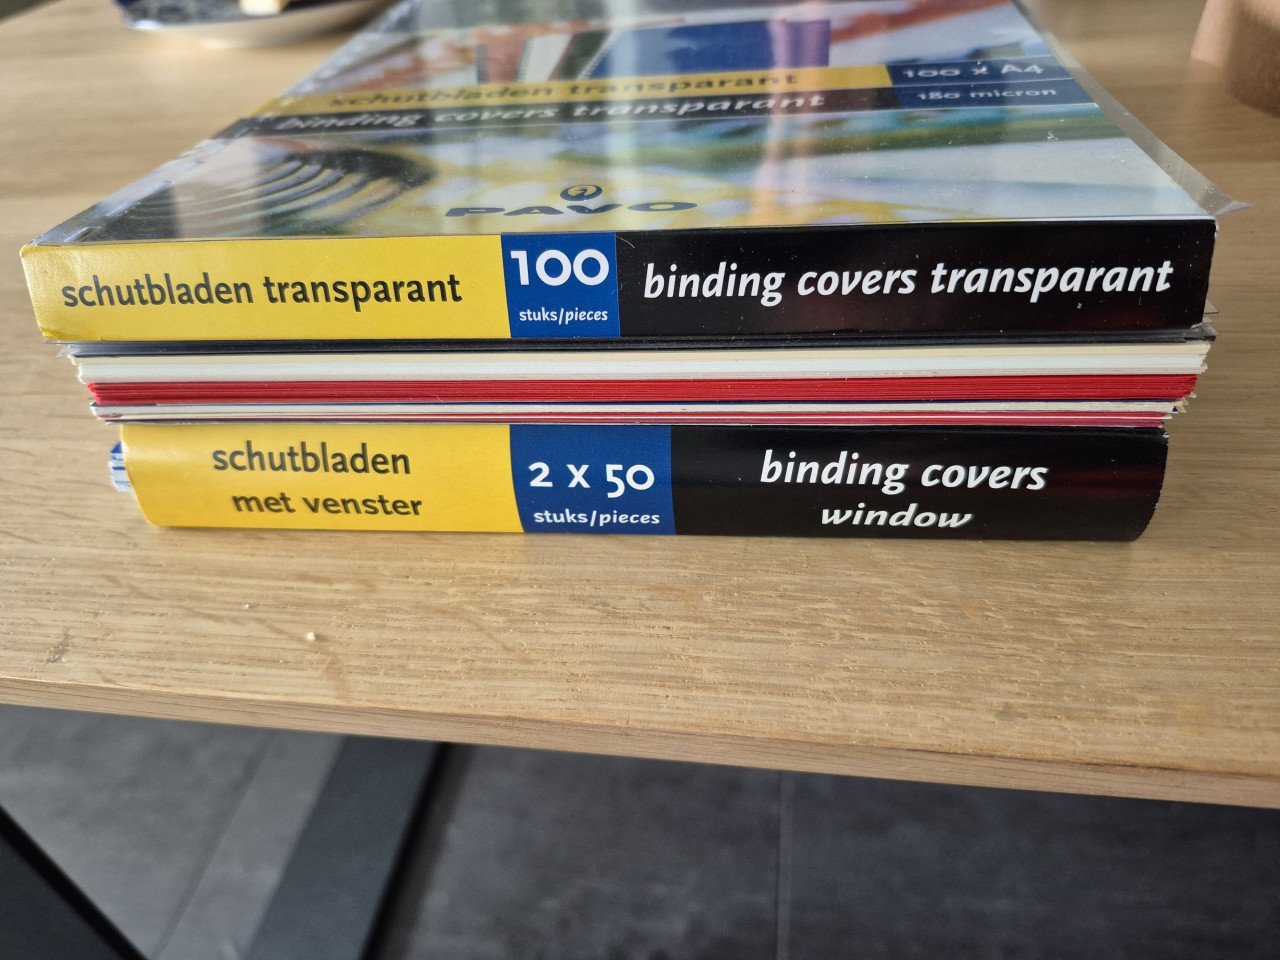 schutbladen transparant
100 x A4
binding covers transparant
180 micron
PAVO
schutbladen transparant
100
stuks/pieces
binding covers transparant
schutbladen
met venster
2 x 50
stuks/pieces
binding covers
window